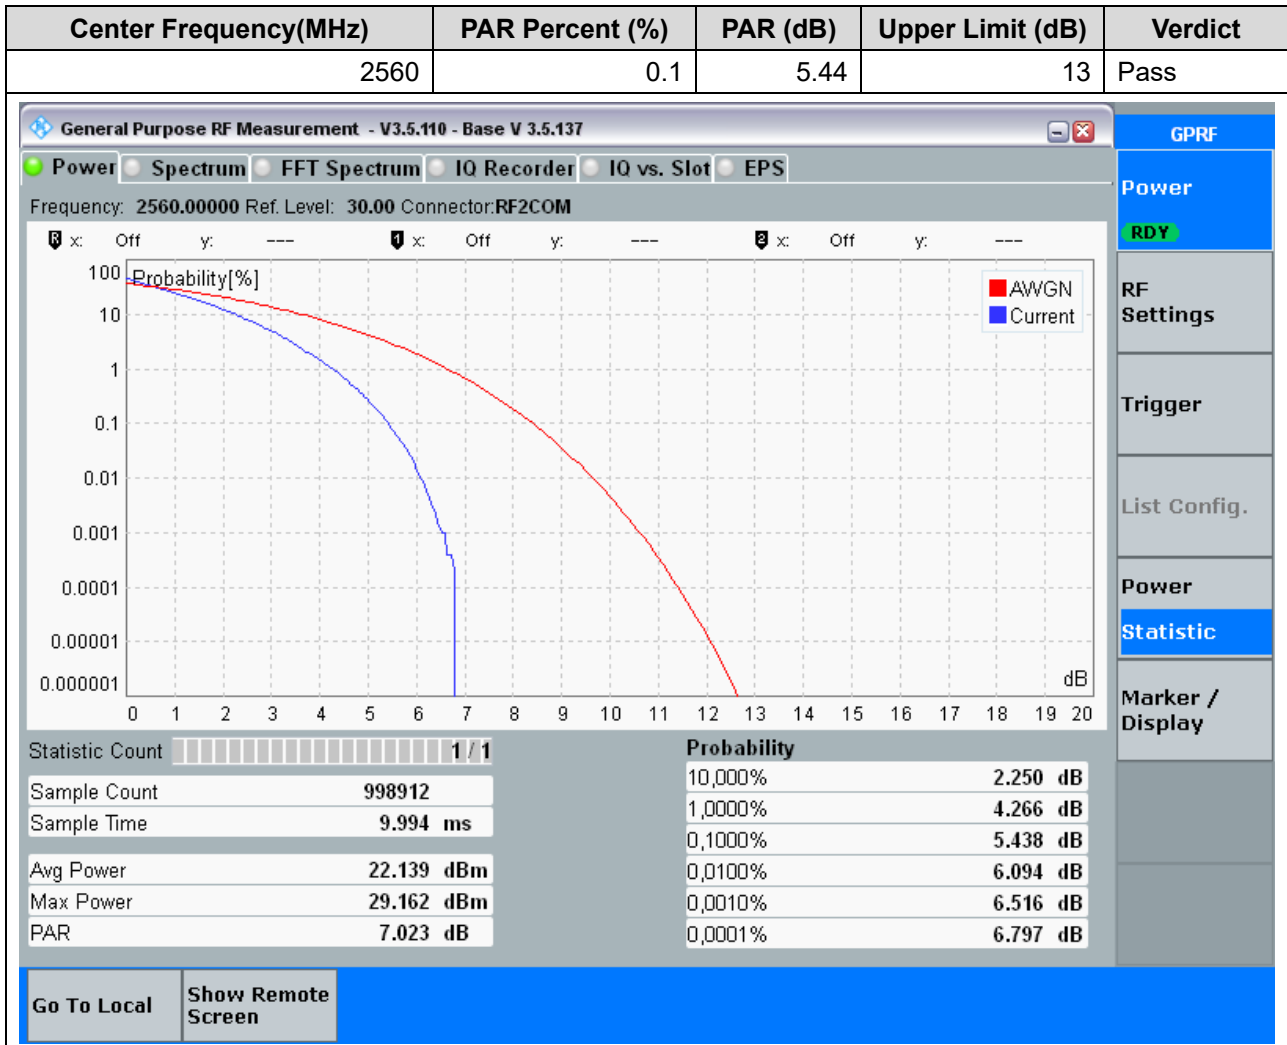 Center Frequency(MHz) PAR Percent (%) PAR (dB) Upper Limit (dB) Verdict
2560 0.1 5.44 13 Pass
General Purpose RF Measurement - V3.5.110 - Base V 3.5.137
GPRF
Power Spectrum FFT Spectrum IQ Recorder IQ vs. Slot EPS
Frequency: 2560.00000 Ref. Level: 30.00 Connector:RF2COM
R x: Off y: --- 1 x: Off y: --- 2 x: Off y: ---
Probability[%]
AWGN
Current
100
10
1
0.1
0.01
0.001
0.0001
0.00001
0.000001
dB
0 1 2 3 4 5 6 7 8 9 10 11 12 13 14 15 16 17 18 19 20
Statistic Count 1 / 1
Sample Count 998912
Sample Time 9.994 ms
Avg Power 22.139 dBm
Max Power 29.162 dBm
PAR 7.023 dB
Probability
10,000% 2.250 dB
1,0000% 4.266 dB
0,1000% 5.438 dB
0,0100% 6.094 dB
0,0010% 6.516 dB
0,0001% 6.797 dB
Power
RDY
RF
Settings
Trigger
List Config.
Power
Statistic
Marker /
Display
Go To Local
Show Remote
Screen